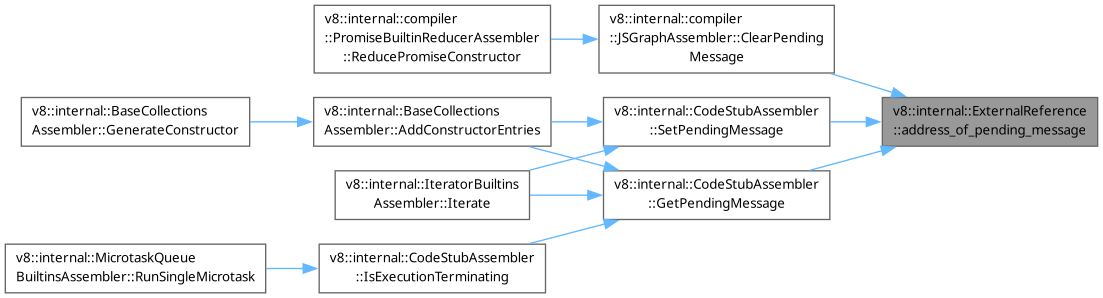 v8::internal::compiler
::PromiseBuiltinReducerAssembler
::ReducePromiseConstructor
v8::internal::compiler
::JSGraphAssembler::ClearPending
Message
v8::internal::BaseCollections
Assembler::GenerateConstructor
v8::internal::BaseCollections
Assembler::AddConstructorEntries
v8::internal::CodeStubAssembler
::SetPendingMessage
v8::internal::ExternalReference
::address_of_pending_message
v8::internal::IteratorBuiltins
Assembler::Iterate
v8::internal::CodeStubAssembler
::GetPendingMessage
v8::internal::MicrotaskQueue
BuiltinsAssembler::RunSingleMicrotask
v8::internal::CodeStubAssembler
::IsExecutionTerminating